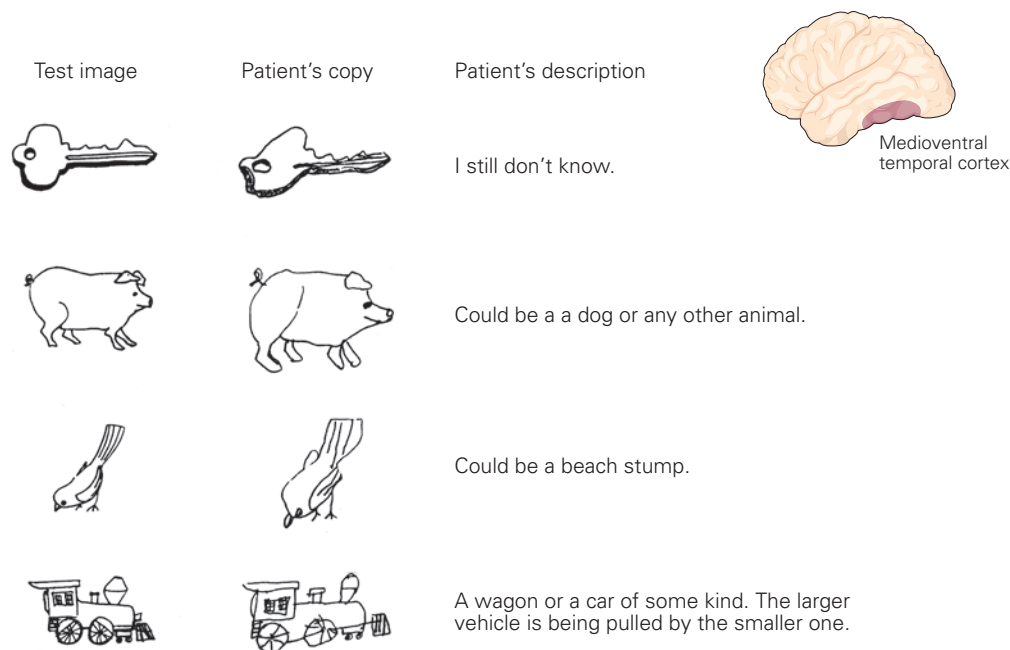 Test image
Patient's copy
Patient's description
Medioventral
temporal cortex
I still don't know.
Could be a a dog or any other animal.
Could be a beach stump.
A wagon or a car of some kind. The larger
vehicle is being pulled by the smaller one.